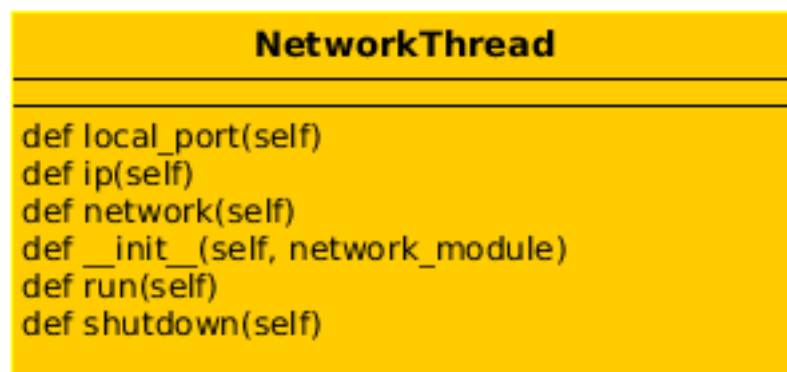 NetworkThread
def local_port(self)
def ip(self)
def network(self)
def __init__(self, network_module)
def run(self)
def shutdown(self)